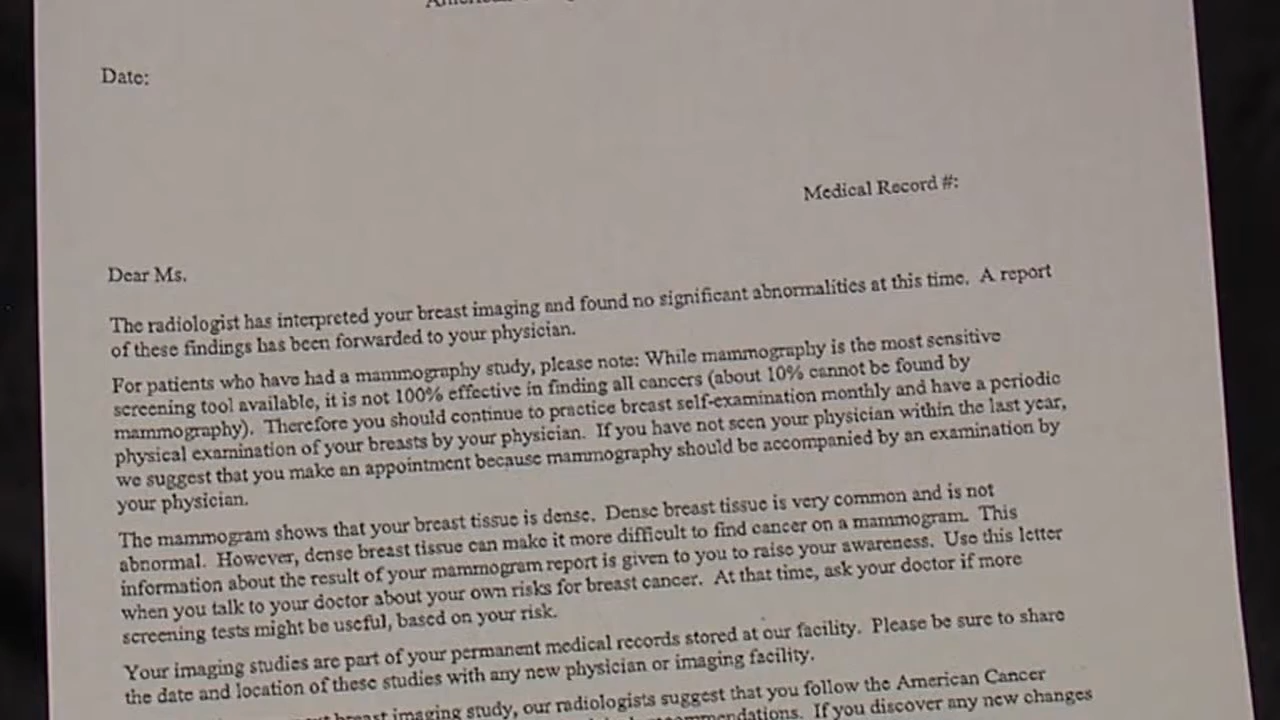 Date:
Medical Record #:
Dear Ms.
The radiologist has interpreted your breast imaging and found no significant abnormalities at this time. A report
of these findings has been forwarded to your physician.
For patients who have had a mammography study, please note: While mammography is the most sensitive
screening tool available, it is not 100% effective in finding all cancers (about 10% cannot be found by
mammography). Therefore you should continue to practice breast self-examination monthly and have a periodic
physical examination of your breasts by your physician. If you have not seen your physician within the last year,
we suggest that you make an appointment because mammography should be accompanied by an examination by
your physician.
The mammogram shows that your breast tissue is dense. Dense breast tissue is very common and is not
abnormal. However, dense breast tissue can make it more difficult to find cancer on a mammogram. This
information about the result of your mammogram report is given to you to raise your awareness. Use this letter
when you talk to your doctor about your own risks for breast cancer. At that time, ask your doctor if more
screening tests might be useful, based on your risk.
Your imaging studies are part of your permanent medical records stored at our facility. Please be sure to share
the date and location of these studies with any new physician or imaging facility.
breast imaging study, our radiologists suggest that you follow the American Cancer
If you discover any new changes